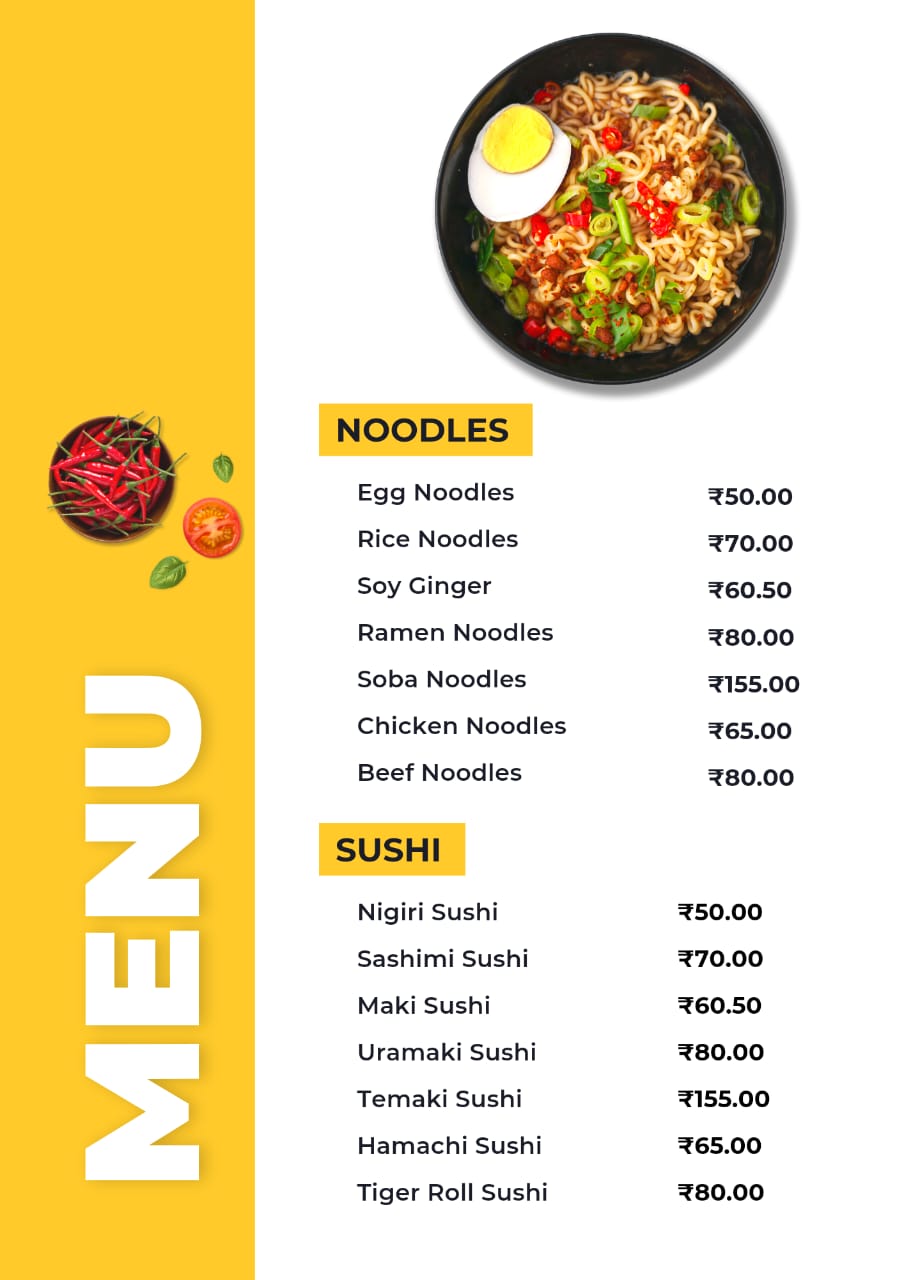 MENU
NOODLES
Egg Noodles ₹50.00
Rice Noodles ₹70.00
Soy Ginger ₹60.50
Ramen Noodles ₹80.00
Soba Noodles ₹155.00
Chicken Noodles ₹65.00
Beef Noodles ₹80.00
SUSHI
Nigiri Sushi ₹50.00
Sashimi Sushi ₹70.00
Maki Sushi ₹60.50
Uramaki Sushi ₹80.00
Temaki Sushi ₹155.00
Hamachi Sushi ₹65.00
Tiger Roll Sushi ₹80.00